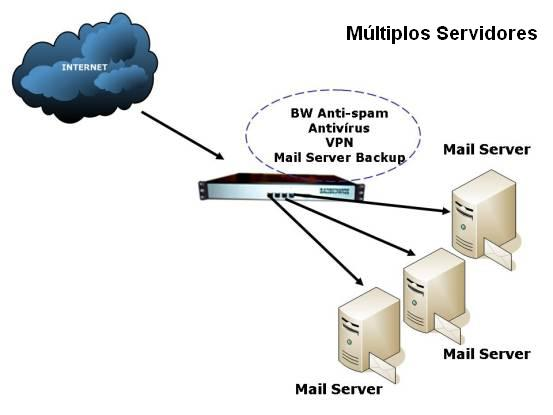 Múltiplos Servidores
INTERNET
BW Anti-spam
Antivírus
VPN
Mail Server Backup
Mail Server
Mail Server
Mail Server